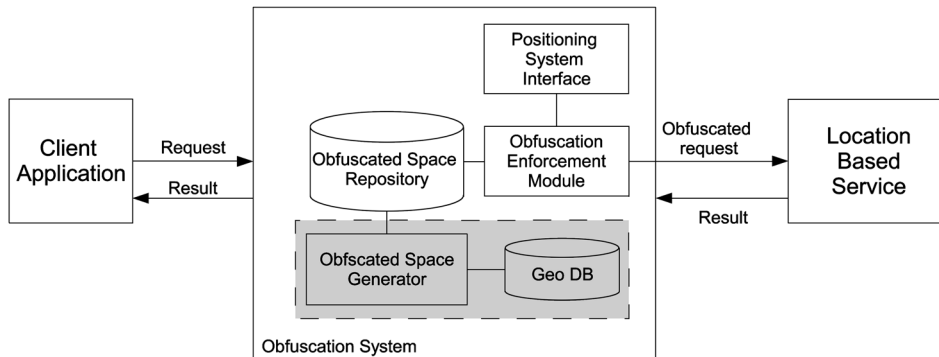 Client
Application
Request
Result
Positioning
System
Interface
Obfuscated Space
Repository
Obfuscation
Enforcement
Module
Obfscated Space
Generator
Geo DB
Obfuscation System
Obfuscated
request
Result
Location
Based
Service